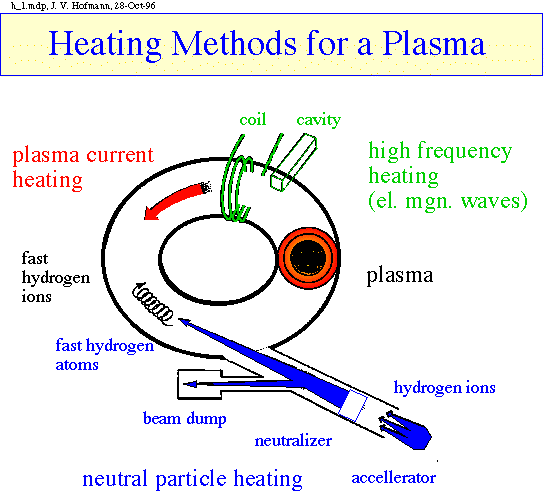 h_1.mdp, J. V. Hofmann, 28-Oct-96
Heating Methods for a Plasma
coil
cavity
plasma current
heating
high frequency
heating
(el. mgn. waves)
fast
hydrogen
ions
plasma
fast hydrogen
atoms
hydrogen ions
beam dump
neutralizer
neutral particle heating
accellerator